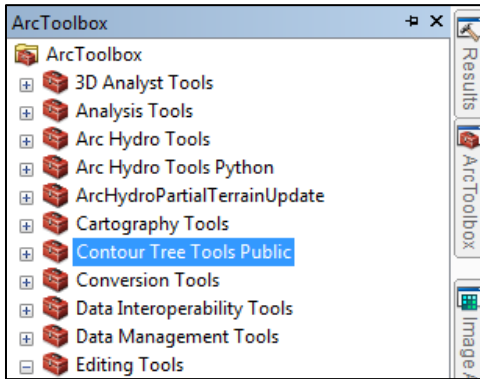 ArcToolbox
ArcToolbox
3D Analyst Tools
Analysis Tools
Arc Hydro Tools
Arc Hydro Tools Python
ArcHydroPartialTerrainUpdate
Cartography Tools
Contour Tree Tools Public
Conversion Tools
Data Interoperability Tools
Data Management Tools
Editing Tools
Results
ArcToolbox
Image A